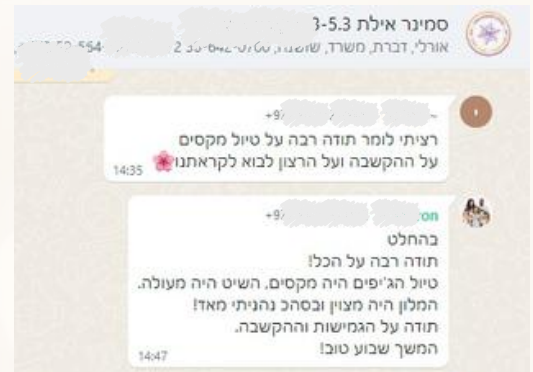 סמינר אילת 3-5.3
אורלי, דברת, משרד, שושנה,
רציתי לומר תודה רבה על טיול מקסים
על ההקשבה ועל הרצון לבוא לקראתנו🌸
14:35
on
בהחלט
תודה רבה על הכל!
טיול הג'יפים היה מקסים, השיט היה מעולה.
המלון היה מצוין ובסהכ נהניתי מאד!
תודה על הגמישות וההקשבה.
המשך שבוע טוב!
14:47